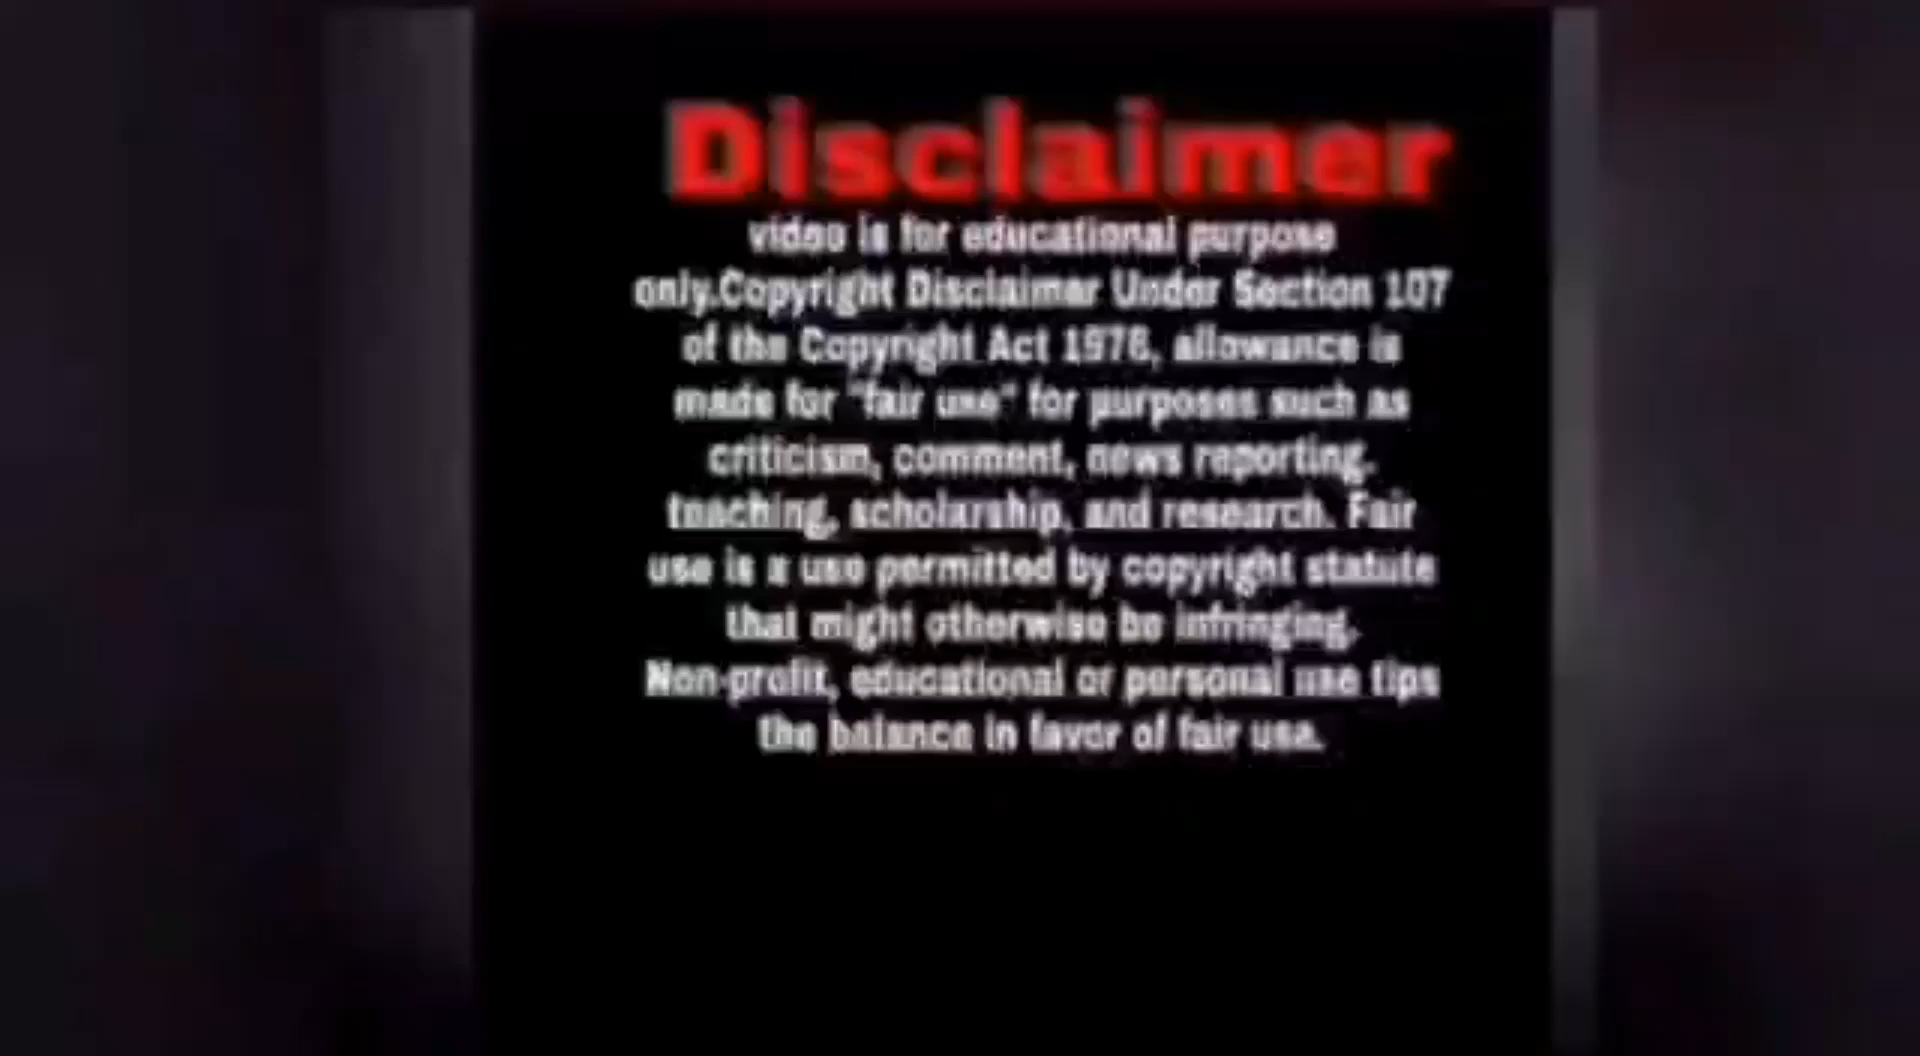 Disclaimer
video is for educational purpose
only.Copyright Disclaimer Under Section 107
of the Copyright Act 1976, allowance is
made for "fair use" for purposes such as
criticism, comment, news reporting,
teaching, scholarship, and research. Fair
use is a use permitted by copyright statute
that might otherwise be infringing.
Non-profit, educational or personal use tips
the balance in favor of fair use.